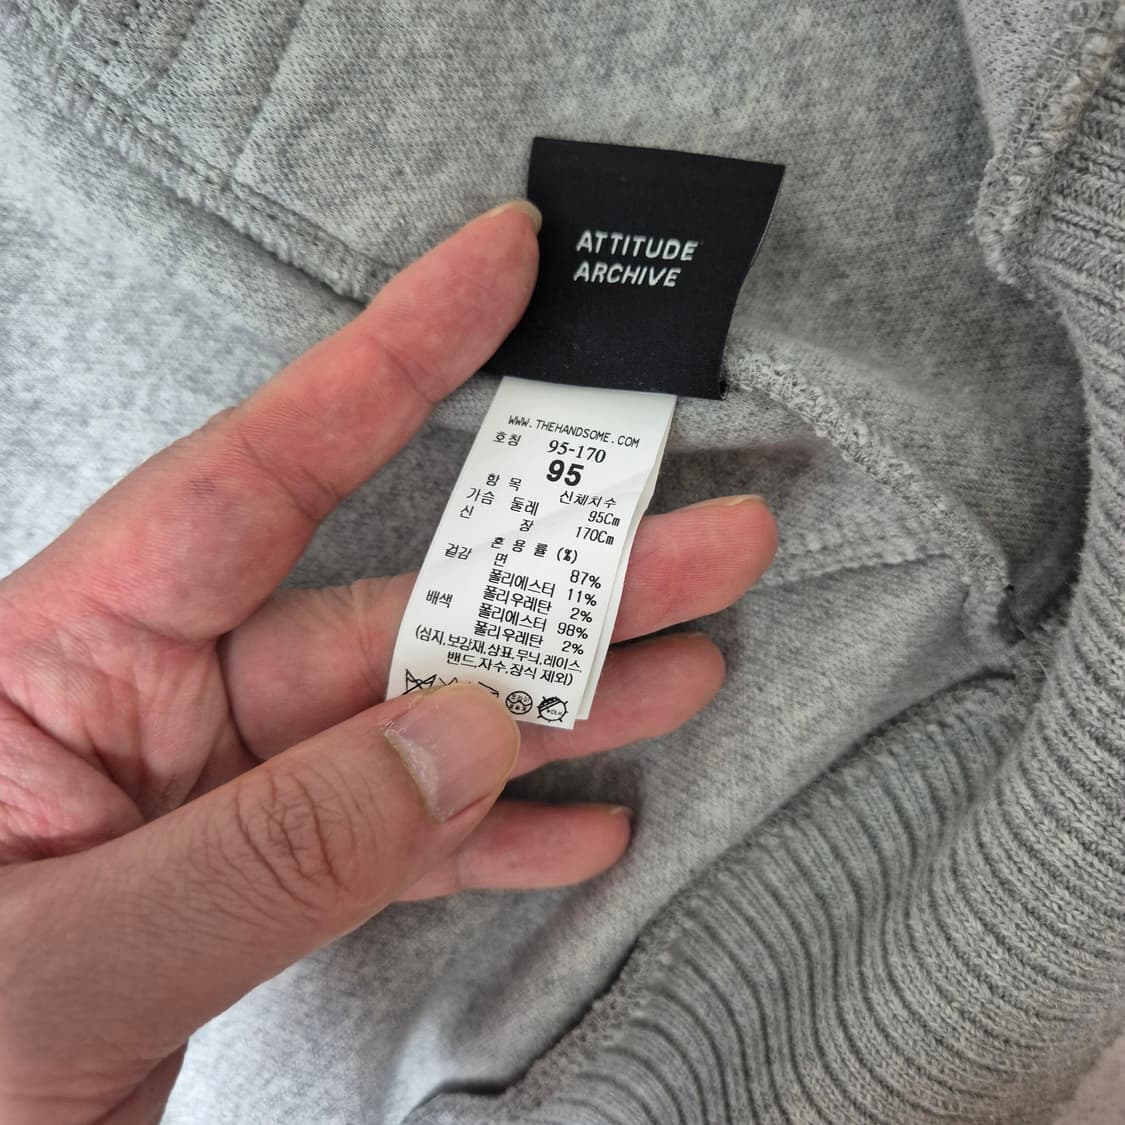 ATTITUDE
ARCHIVE
WWW.THEHANDSOME.COM
호칭 95-170
95
항 목 신체치수
가슴 둘레 95Cm
신 장 170Cm
혼 용 률 (%)
겉감 면 87%
폴리에스터 11%
폴리우레탄 2%
배색 폴리에스터 98%
폴리우레탄 2%
(심지,보강재,상표,무늬,레이스,
밴드,자수,장식 제외)